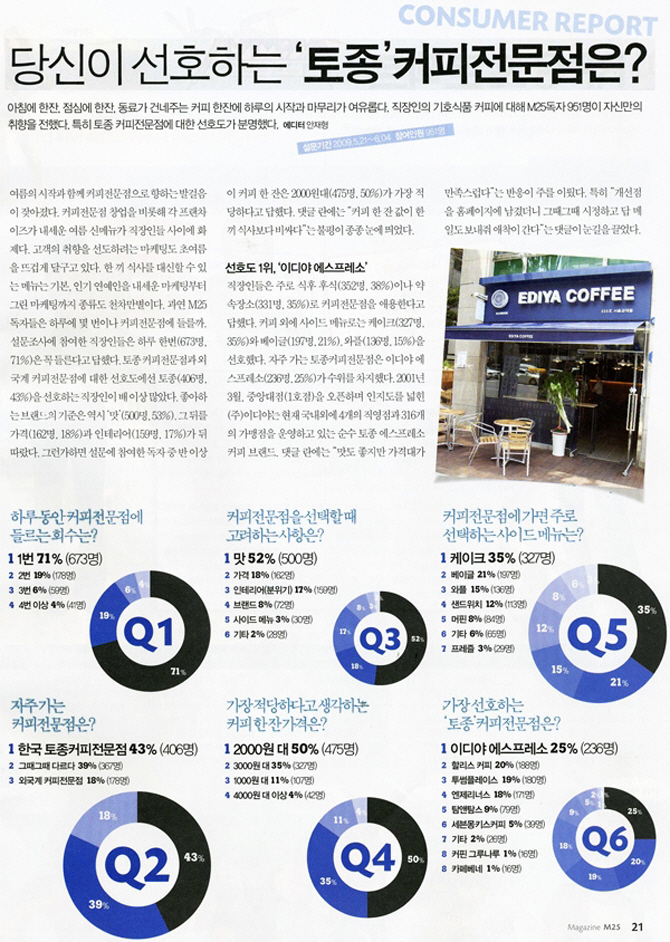 CONSUMER REPORT
당신이 선호하는 ‘토종’ 커피전문점은?
아침에 한잔, 점심에 한잔, 동료가 건네주는 커피 한잔에 하루의 시작과 마무리가 여유롭다. 직장인의 기호식품 커피에 대해 M25독자 951명이 자신만의
취향을 전했다. 특히 토종 커피전문점에 대한 선호도가 분명했다. 에디터 안재형
설문기간 2009.5.21~6.04 참여인원 951명
여름의 시작과 함께 커피전문점으로 향하는 발걸음
이 잦아졌다. 커피전문점 창업을 비롯해 각 프랜차
이즈가 내세운 여름 신메뉴가 직장인들 사이에 화
제다. 고객의 취향을 선도하려는 마케팅도 초여름
을 뜨겁게 달구고 있다. 한 끼 식사를 대신할 수 있
는 메뉴는 기본, 인기 연예인을 내세운 마케팅부터
그린 마케팅까지 종류도 천차만별이다. 과연 M25
독자들은 하루에 몇 번이나 커피전문점에 들를까.
설문조사에 참여한 직장인들은 하루 한번(673명,
71%)은 꼭 들른다고 답했다. 토종 커피전문점과 외
국계 커피전문점에 대한 선호도에선 토종(406명,
43%)을 선호하는 직장인이 배 이상 많았다. 좋아하
는 브랜드의 기준은 역시 ‘맛’(500명, 53%), 그 뒤를
가격(162명, 18%)과 인테리어(159명, 17%)가 뒤
따랐다. 그런가하면 설문에 참여한 독자 중 반 이상
이 커피 한 잔은 2000원대(475명, 50%)가 가장 적
당하다고 답했다. 댓글 란에는 “커피 한 잔 값이 한
끼 식사보다 비싸다”는 불평이 종종 눈에 띄었다.
선호도 1위, ‘이디야 에스프레소’
직장인들은 주로 식후 후식(352명, 38%)이나 약
속장소(331명, 35%)로 커피전문점을 애용한다고
답했다. 커피 외에 사이드 메뉴로는 케이크(327명,
35%)와 베이글(197명, 21%), 와플(136명, 15%)을
선호했다. 자주 가는 토종커피전문점은 이디야 에
스프레소(236명, 25%)가 수위를 차지했다. 2001년
3월, 중앙대점(1호점)을 오픈하며 인지도를 넓힌
(주)이디야는 현재 국내외에 4개의 직영점과 316개
의 가맹점을 운영하고 있는 순수 토종 에스프레소
커피 브랜드. 댓글 란에는 “맛도 좋지만 가격대가
만족스럽다”는 반응이 주를 이뤘다. 특히 “개선점
을 홈페이지에 남겼더니 그때그때 시정하고 답 메
일도 보내줘 애착이 간다”는 댓글이 눈길을 끌었다.
EDIYA COFFEE
하루 동안 커피전문점에
들르는 회수는?
1 1번 71% (673명)
2 2번 19% (178명)
3 3번 6% (59명)
4 4번 이상 4% (41명)
4%
6%
19%
71%
Q1
커피전문점을 선택할 때
고려하는 사항은?
1 맛 52% (500명)
2 가격 18% (162명)
3 인테리어(분위기) 17% (159명)
4 브랜드 8% (72명)
5 사이드 메뉴 3% (30명)
6 기타 2% (28명)
8%
17%
18%
52%
Q3
커피전문점에 가면 주로
선택하는 사이드 메뉴는?
1 케이크 35% (327명)
2 베이글 21% (197명)
3 와플 15% (136명)
4 샌드위치 12% (113명)
5 머핀 8% (84명)
6 기타 6% (65명)
7 프레즐 3% (29명)
6%
8%
12%
15%
21%
35%
Q5
자주 가는
커피전문점은?
1 한국 토종커피전문점 43% (406명)
2 그때그때 다르다 39% (367명)
3 외국계 커피전문점 18% (178명)
18%
39%
43%
Q2
가장 적당하다고 생각하는
커피 한 잔 가격은?
1 2000원 대 50% (475명)
2 3000원 대 35% (327명)
3 1000원 대 11% (107명)
4 4000원 대 이상 4% (42명)
4%
11%
35%
50%
Q4
가장 선호하는
‘토종’ 커피전문점은?
1 이디야 에스프레소 25% (236명)
2 할리스 커피 20% (188명)
3 투썸플레이스 19% (180명)
4 엔제리너스 18% (171명)
5 탐앤탐스 9% (79명)
6 세븐몽키스커피 5% (39명)
7 기타 2% (26명)
8 커핀 그루나루 1% (16명)
8 카페베네 1% (16명)
5%
9%
18%
19%
20%
25%
Q6
Magazine M25 21